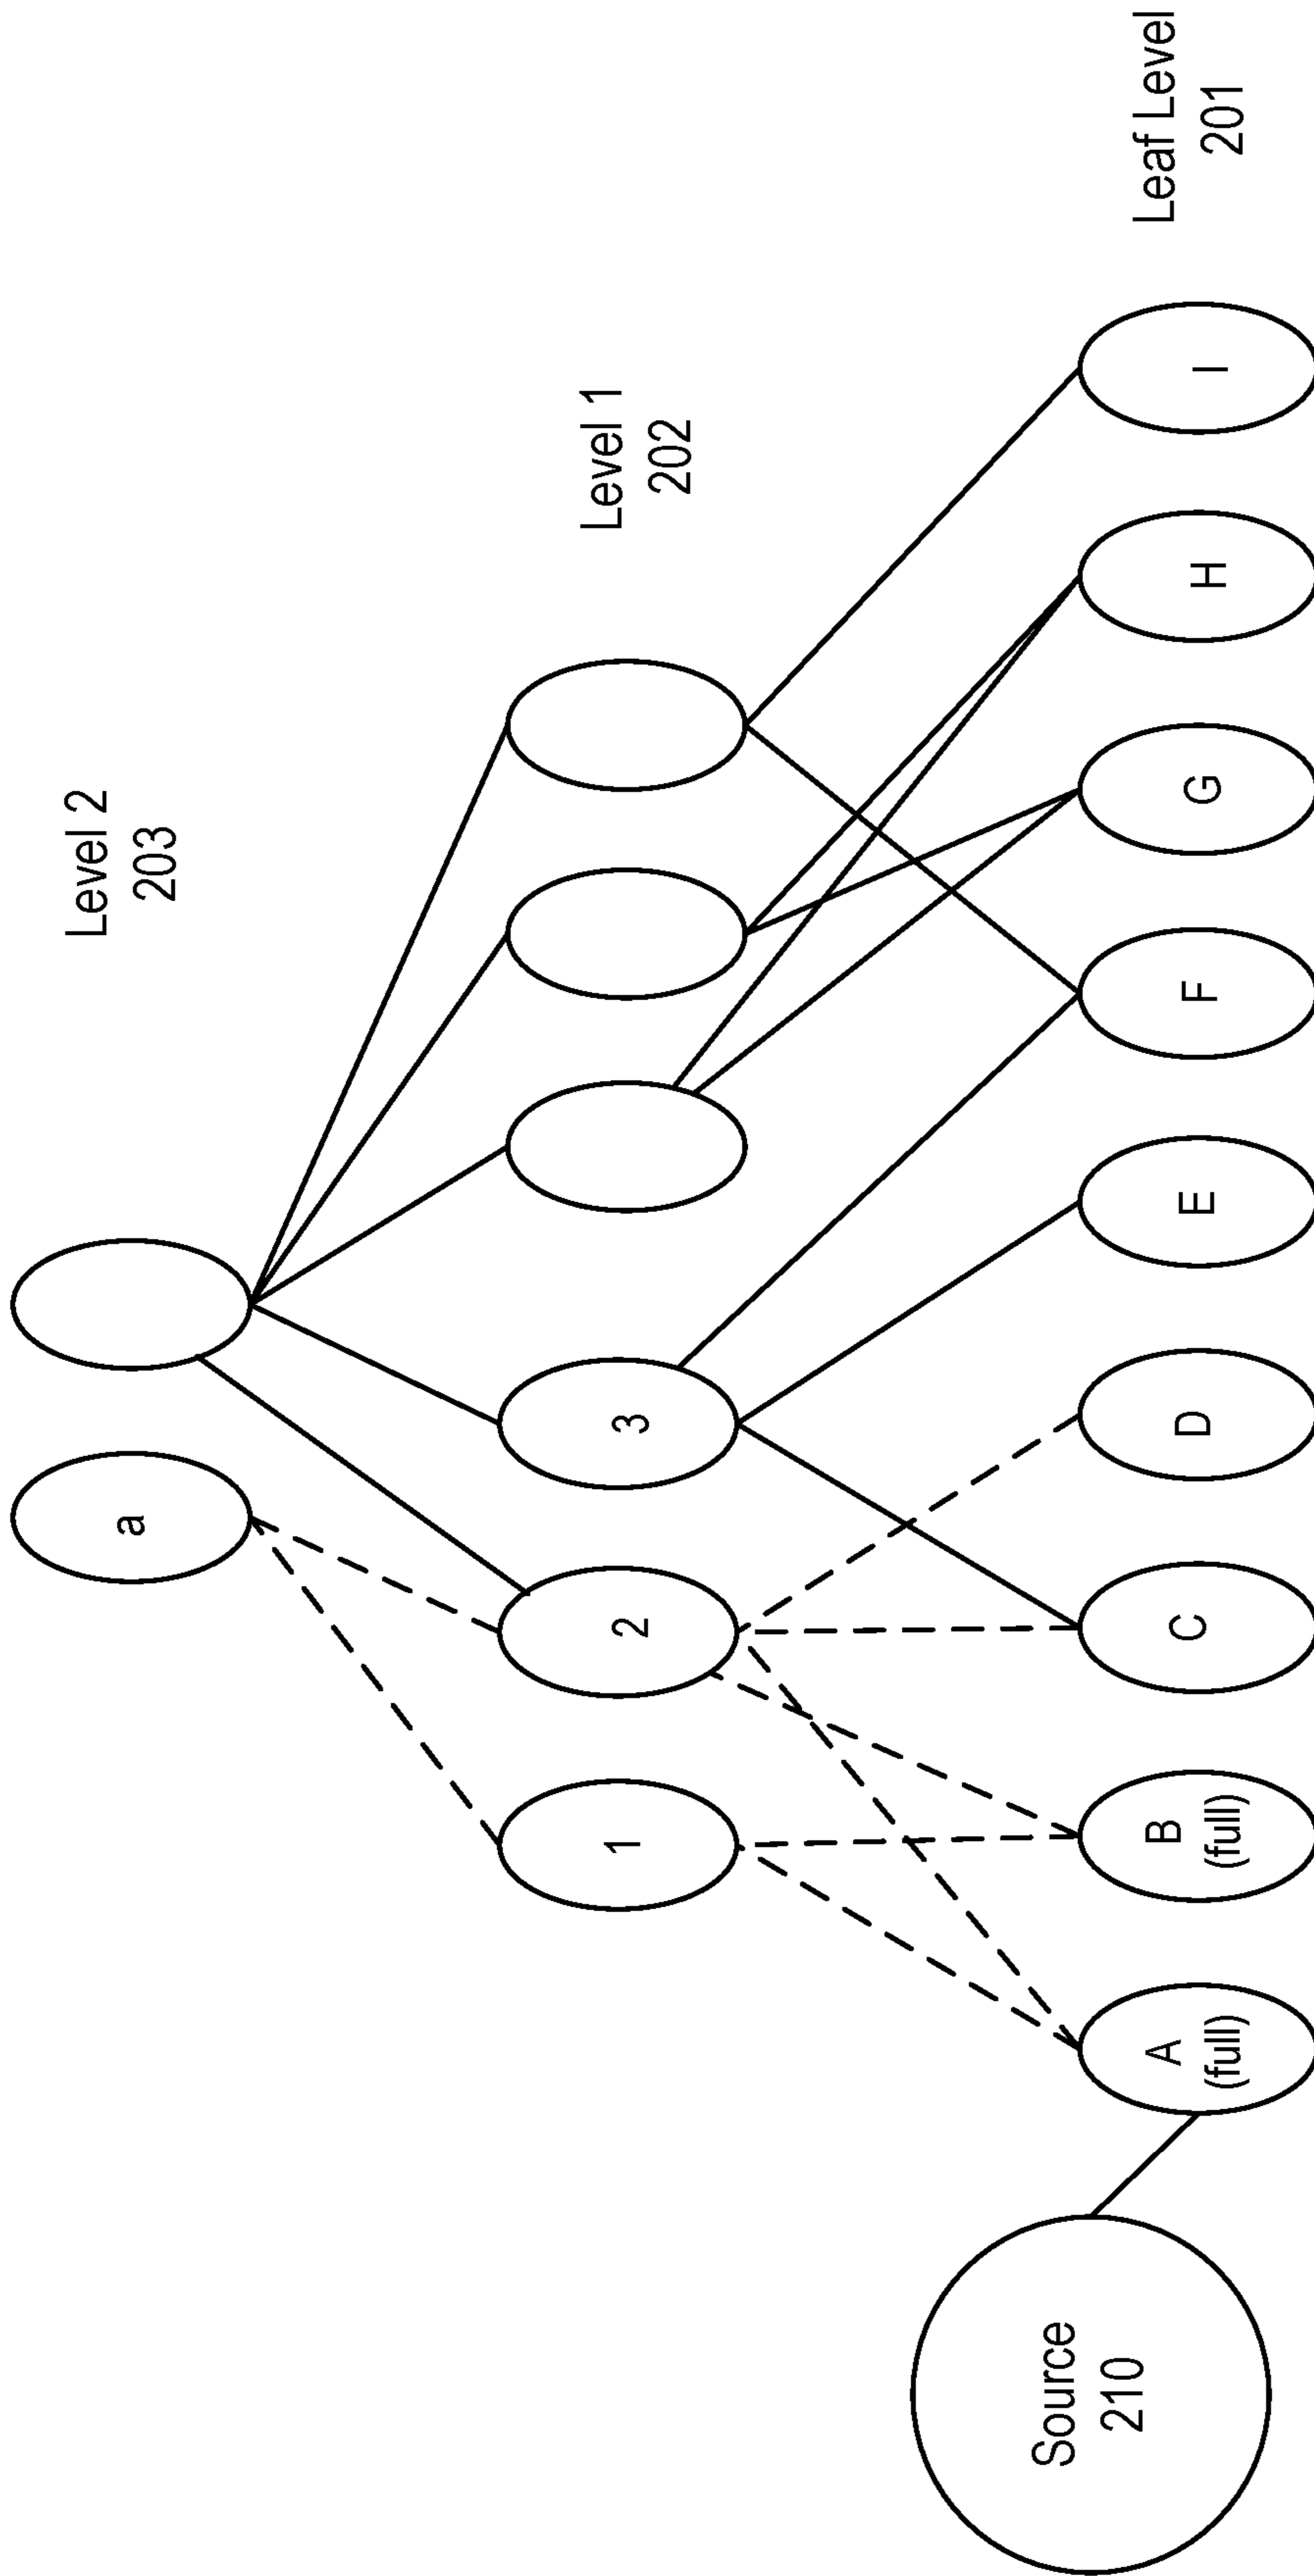 Level 2
203
a
Level 1
202
1
2
3
Leaf Level
201
Source
210
A
(full)
B
(full)
C
D
E
F
G
H
I